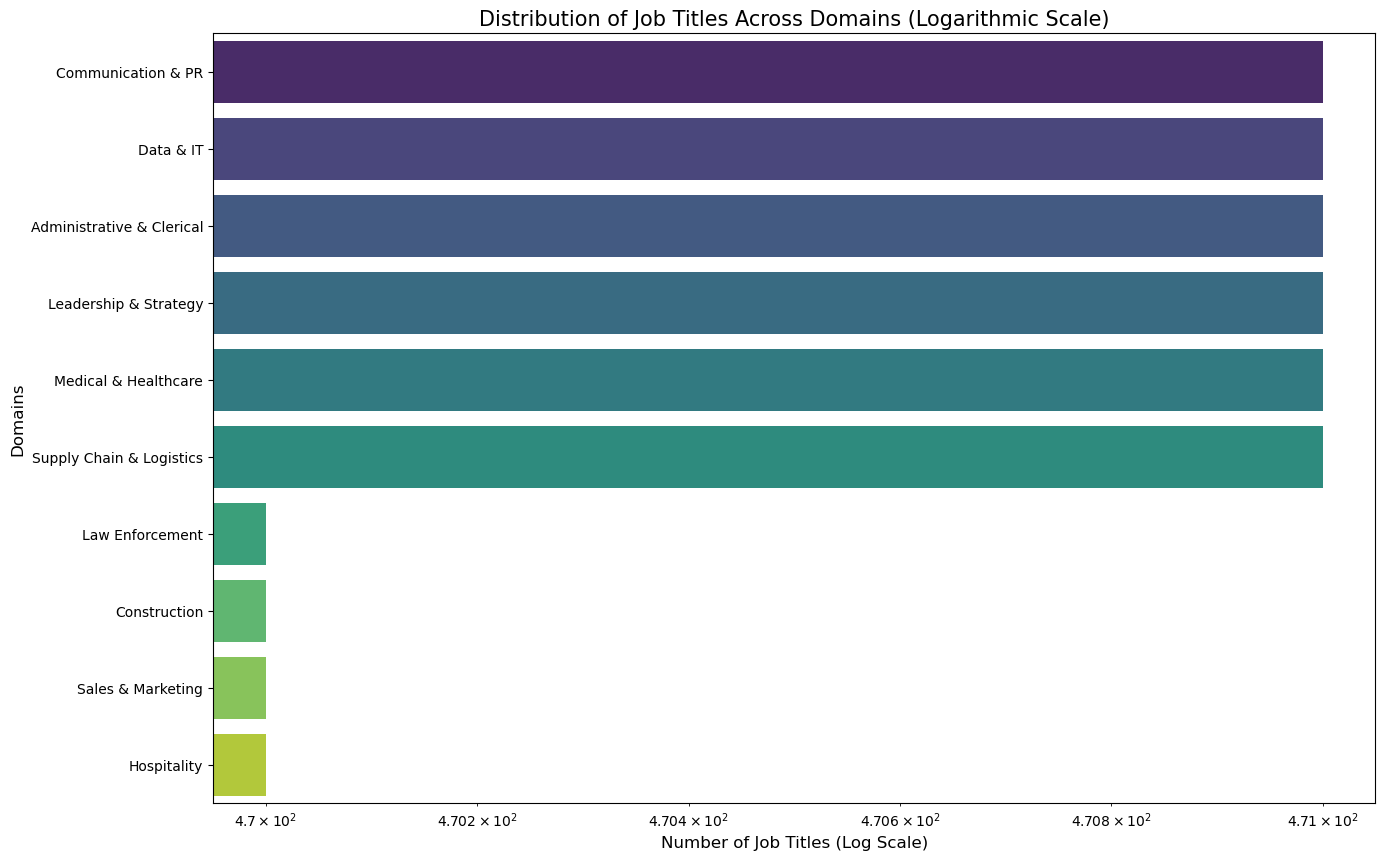 Distribution of Job Titles Across Domains (Logarithmic Scale)
Communication & PR
Data & IT
Administrative & Clerical
Leadership & Strategy
Medical & Healthcare
Supply Chain & Logistics
Law Enforcement
Construction
Sales & Marketing
Hospitality
Domains
4.7 × 10² 4.702 × 10² 4.704 × 10² 4.706 × 10² 4.708 × 10² 4.71 × 10²
Number of Job Titles (Log Scale)